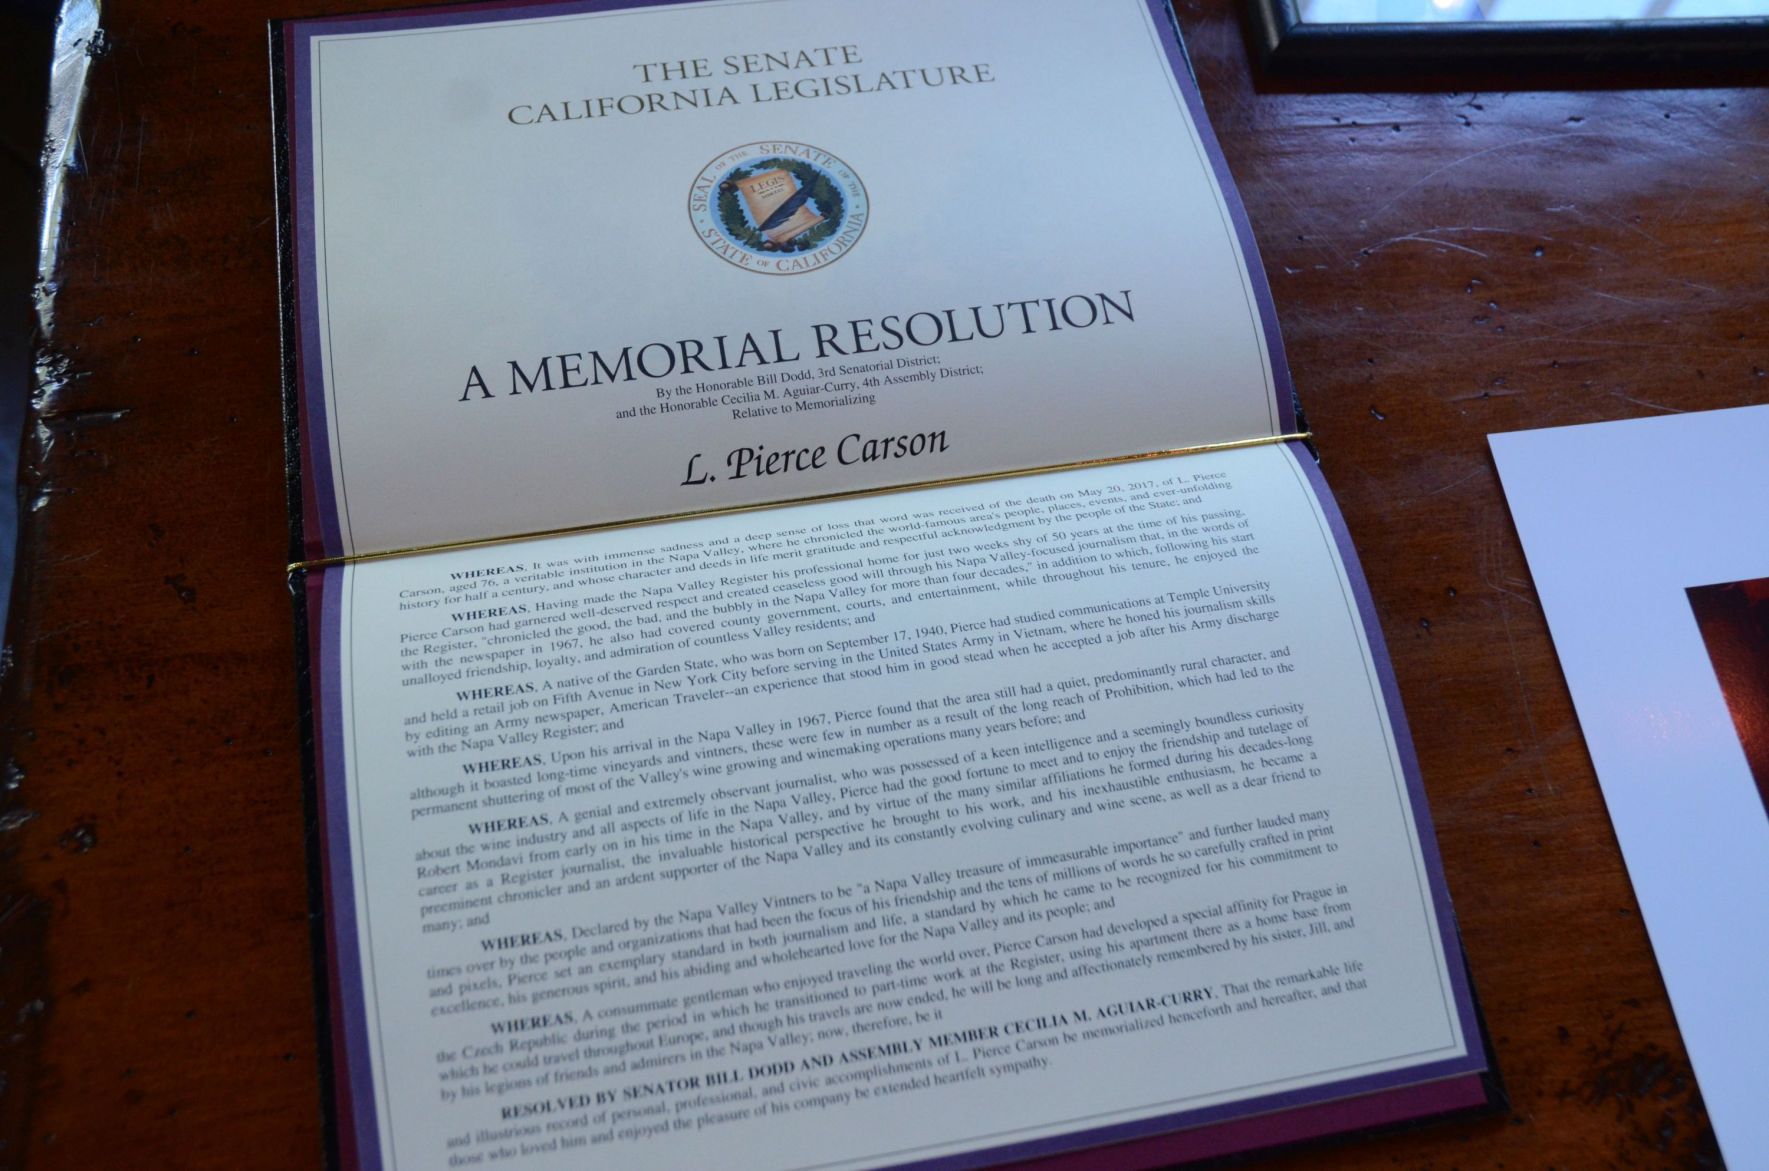 THE SENATE
CALIFORNIA LEGISLATURE
SEAL OF THE SENATE OF THE STATE OF CALIFORNIA
LEGIS
A MEMORIAL RESOLUTION
By the Honorable Bill Dodd, 3rd Senatorial District;
and the Honorable Cecilia M. Aguiar-Curry, 4th Assembly District;
Relative to Memorializing
L. Pierce Carson
WHEREAS, It was with immense sadness and a deep sense of loss that word was received of the death on May 20, 2017, of L. Pierce
Carson, aged 76, a veritable institution in the Napa Valley, where he chronicled the world-famous area's people, places, events, and ever-unfolding
history for half a century, and whose character and deeds in life merit gratitude and respectful acknowledgment by the people of the State; and
WHEREAS, Having made the Napa Valley Register his professional home for just two weeks shy of 50 years at the time of his passing,
Pierce Carson had garnered well-deserved respect and created ceaseless good will through his Napa Valley-focused journalism that, in the words of
the Register, "chronicled the good, the bad, and the bubbly in the Napa Valley for more than four decades," in addition to which, following his start
with the newspaper in 1967, he also had covered county government, courts, and entertainment, while throughout his tenure, he enjoyed the
unalloyed friendship, loyalty, and admiration of countless Valley residents; and
WHEREAS, A native of the Garden State, who was born on September 17, 1940, Pierce had studied communications at Temple University
and held a retail job on Fifth Avenue in New York City before serving in the United States Army in Vietnam, where he honed his journalism skills
by editing an Army newspaper, American Traveler--an experience that stood him in good stead when he accepted a job after his Army discharge
with the Napa Valley Register; and
WHEREAS, Upon his arrival in the Napa Valley in 1967, Pierce found that the area still had a quiet, predominantly rural character, and
although it boasted long-time vineyards and vintners, these were few in number as a result of the long reach of Prohibition, which had led to the
permanent shuttering of most of the Valley's wine growing and winemaking operations many years before; and
WHEREAS, A genial and extremely observant journalist, who was possessed of a keen intelligence and a seemingly boundless curiosity
about the wine industry and all aspects of life in the Napa Valley, Pierce had the good fortune to meet and to enjoy the friendship and tutelage of
Robert Mondavi from early on in his time in the Napa Valley, and by virtue of the many similar affiliations he formed during his decades-long
career as a Register journalist, the invaluable historical perspective he brought to his work, and his inexhaustible enthusiasm, he became a
preeminent chronicler and an ardent supporter of the Napa Valley and its constantly evolving culinary and wine scene, as well as a dear friend to
many; and
WHEREAS, Declared by the Napa Valley Vintners to be "a Napa Valley treasure of immeasurable importance" and further lauded many
times over by the people and organizations that had been the focus of his friendship and the tens of millions of words he so carefully crafted in print
and pixels, Pierce set an exemplary standard in both journalism and life, a standard by which he came to be recognized for his commitment to
excellence, his generous spirit, and his abiding and wholehearted love for the Napa Valley and its people; and
WHEREAS, A consummate gentleman who enjoyed traveling the world over, Pierce Carson had developed a special affinity for Prague in
the Czech Republic during the period in which he transitioned to part-time work at the Register, using his apartment there as a home base from
which he could travel throughout Europe, and though his travels are now ended, he will be long and affectionately remembered by his sister, Jill, and
by his legions of friends and admirers in the Napa Valley; now, therefore, be it
RESOLVED BY SENATOR BILL DODD AND ASSEMBLY MEMBER CECILIA M. AGUIAR-CURRY, That the remarkable life
and illustrious record of personal, professional, and civic accomplishments of L. Pierce Carson be memorialized henceforth and hereafter, and that
those who loved him and enjoyed the pleasure of his company be extended heartfelt sympathy.